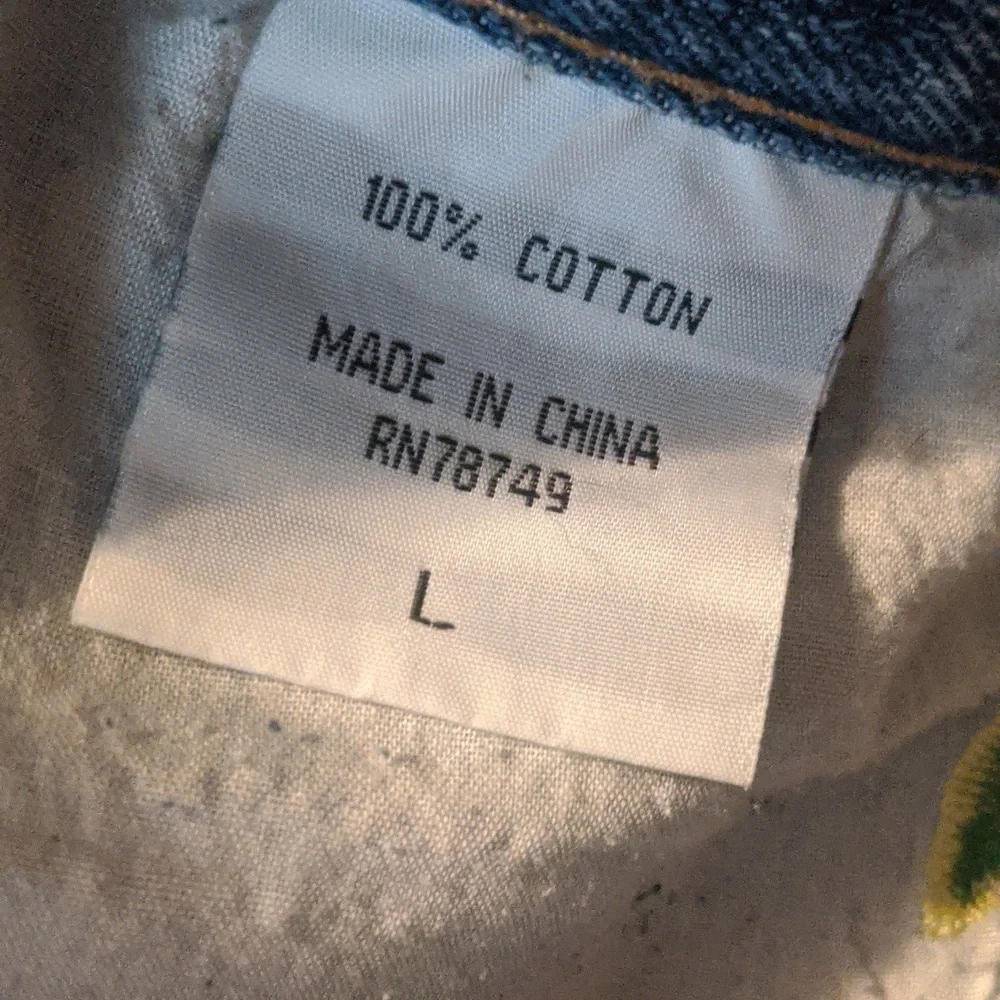 100% COTTON
MADE IN CHINA
RN78749
L